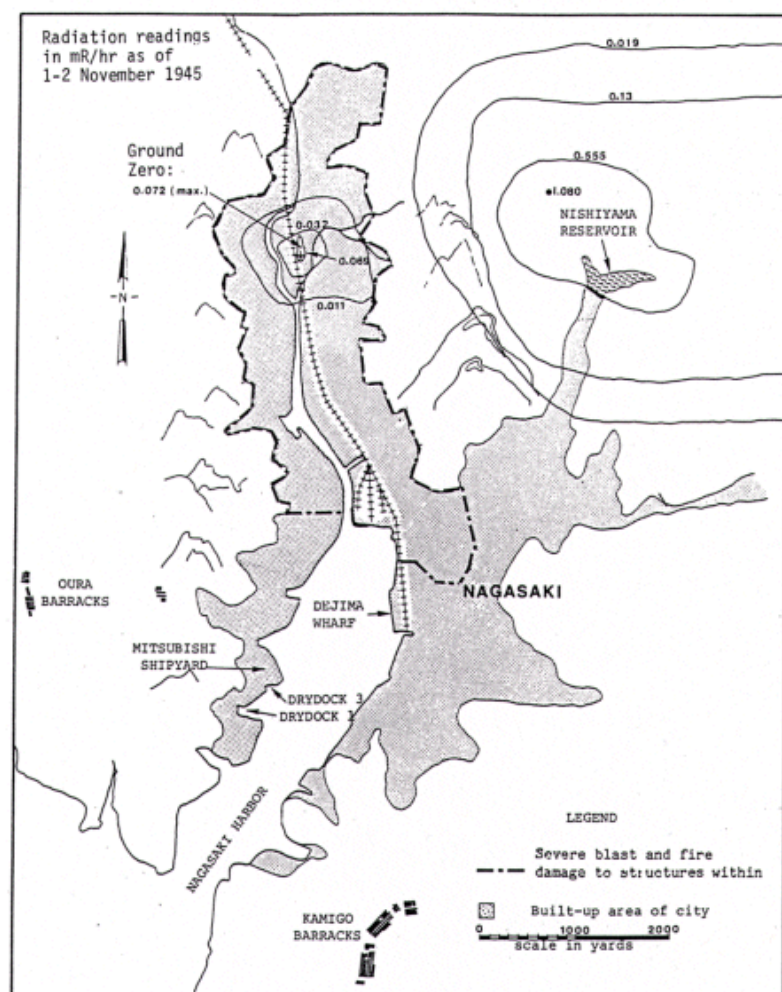 Radiation readings
in mR/hr as of
1-2 November 1945
0.019
0.13
Ground
Zero:
0.072 (max.)
0.555
1.080
NISHIYAMA
RESERVOIR
0.037
0.069
-N-
0.011
OURA
BARRACKS
NAGASAKI
DEJIMA
WHARF
MITSUBISHI
SHIPYARD
DRYDOCK 3
DRYDOCK 1
NAGASAKI HARBOR
LEGEND
Severe blast and fire
damage to structures within
Built-up area of city
0 1000 2000
scale in yards
KAMIGO
BARRACKS